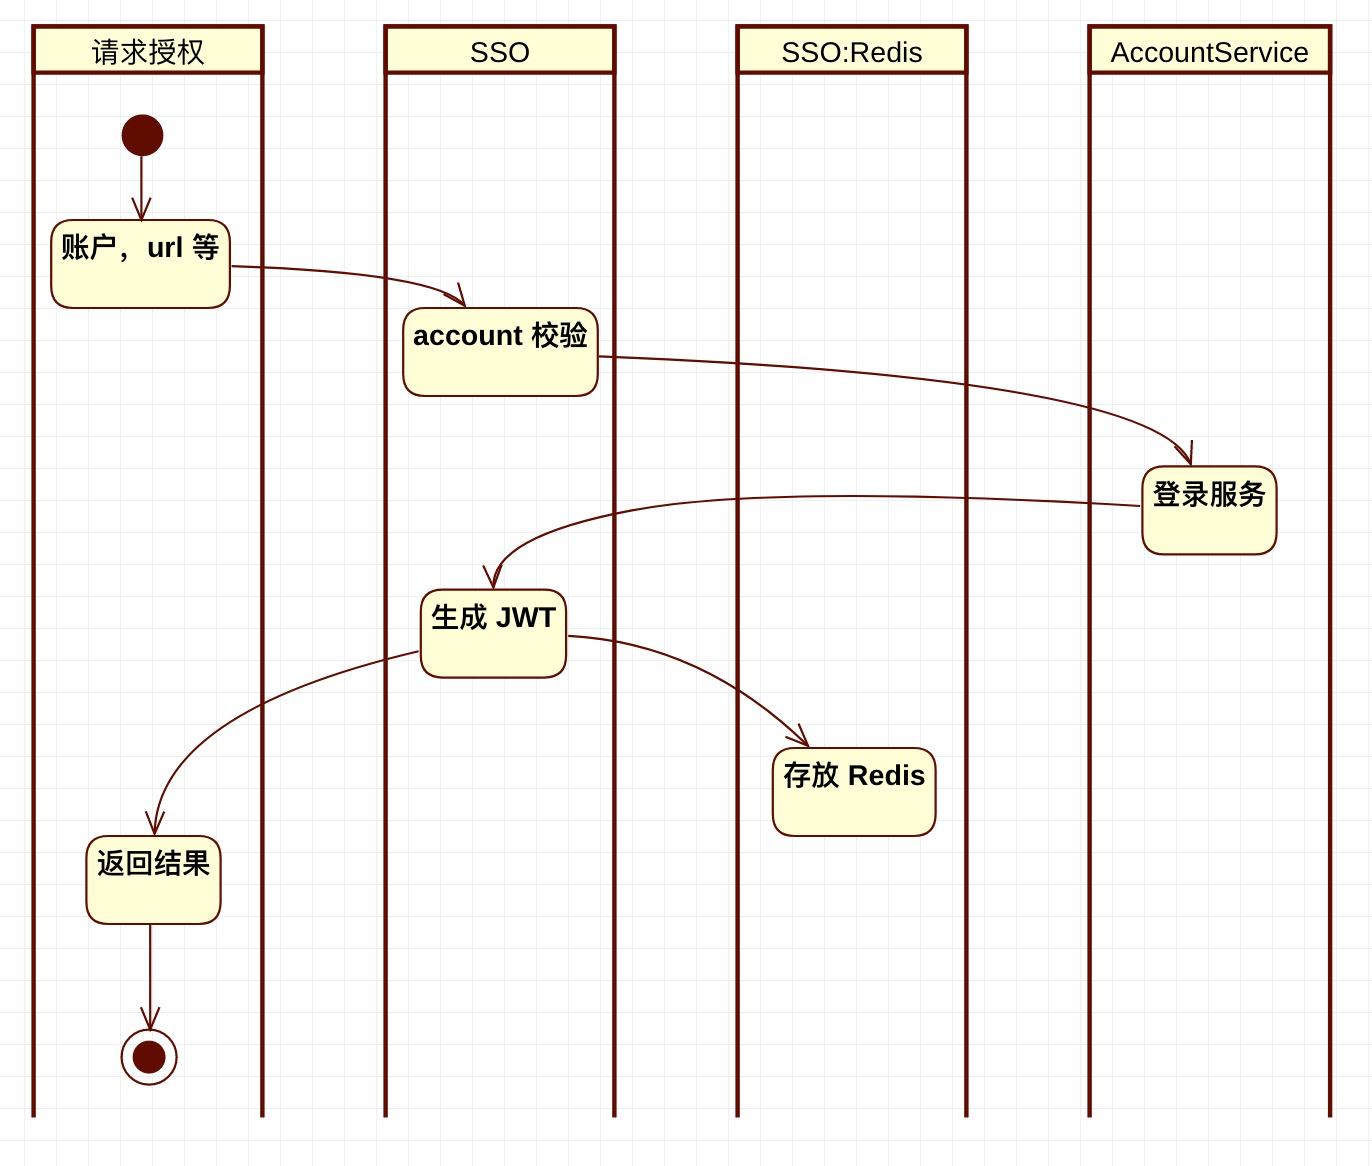 请求授权
SSO
SSO:Redis
AccountService
账户，url 等
account 校验
登录服务
生成 JWT
存放 Redis
返回结果